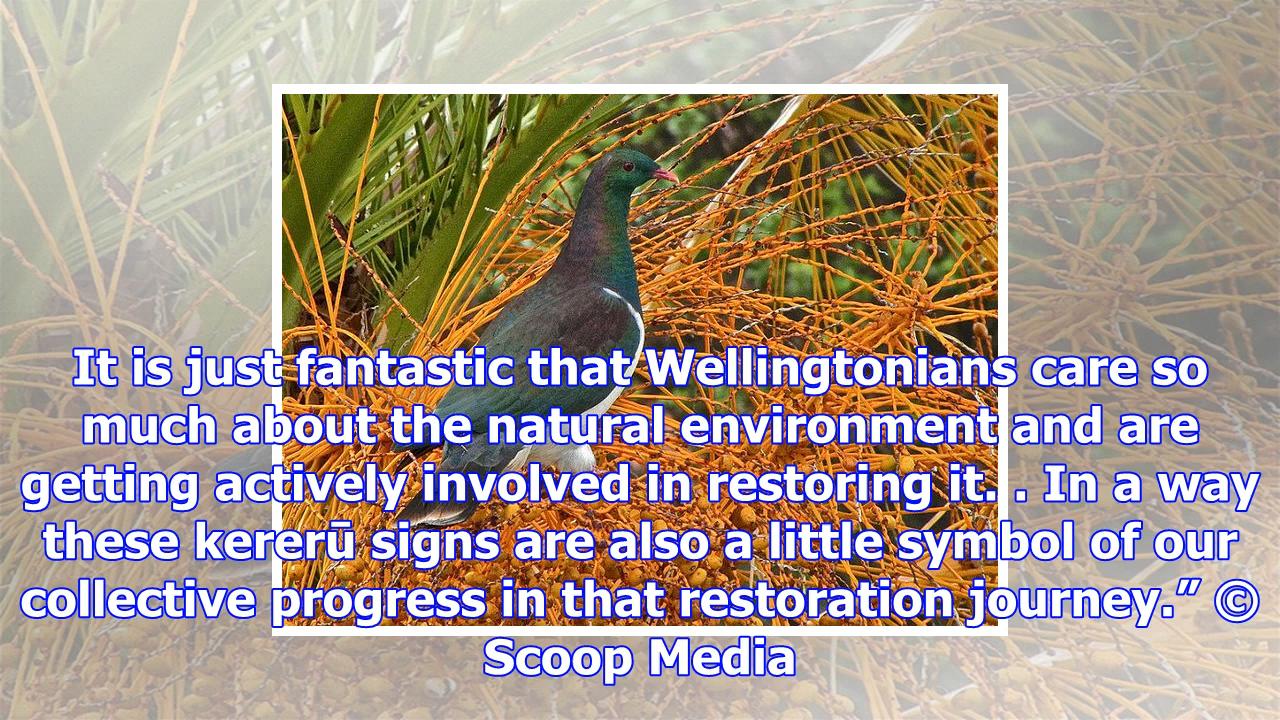 It is just fantastic that Wellingtonians care so
much about the natural environment and are
getting actively involved in restoring it. . In a way
these kererū signs are also a little symbol of our
collective progress in that restoration journey.” ©
Scoop Media